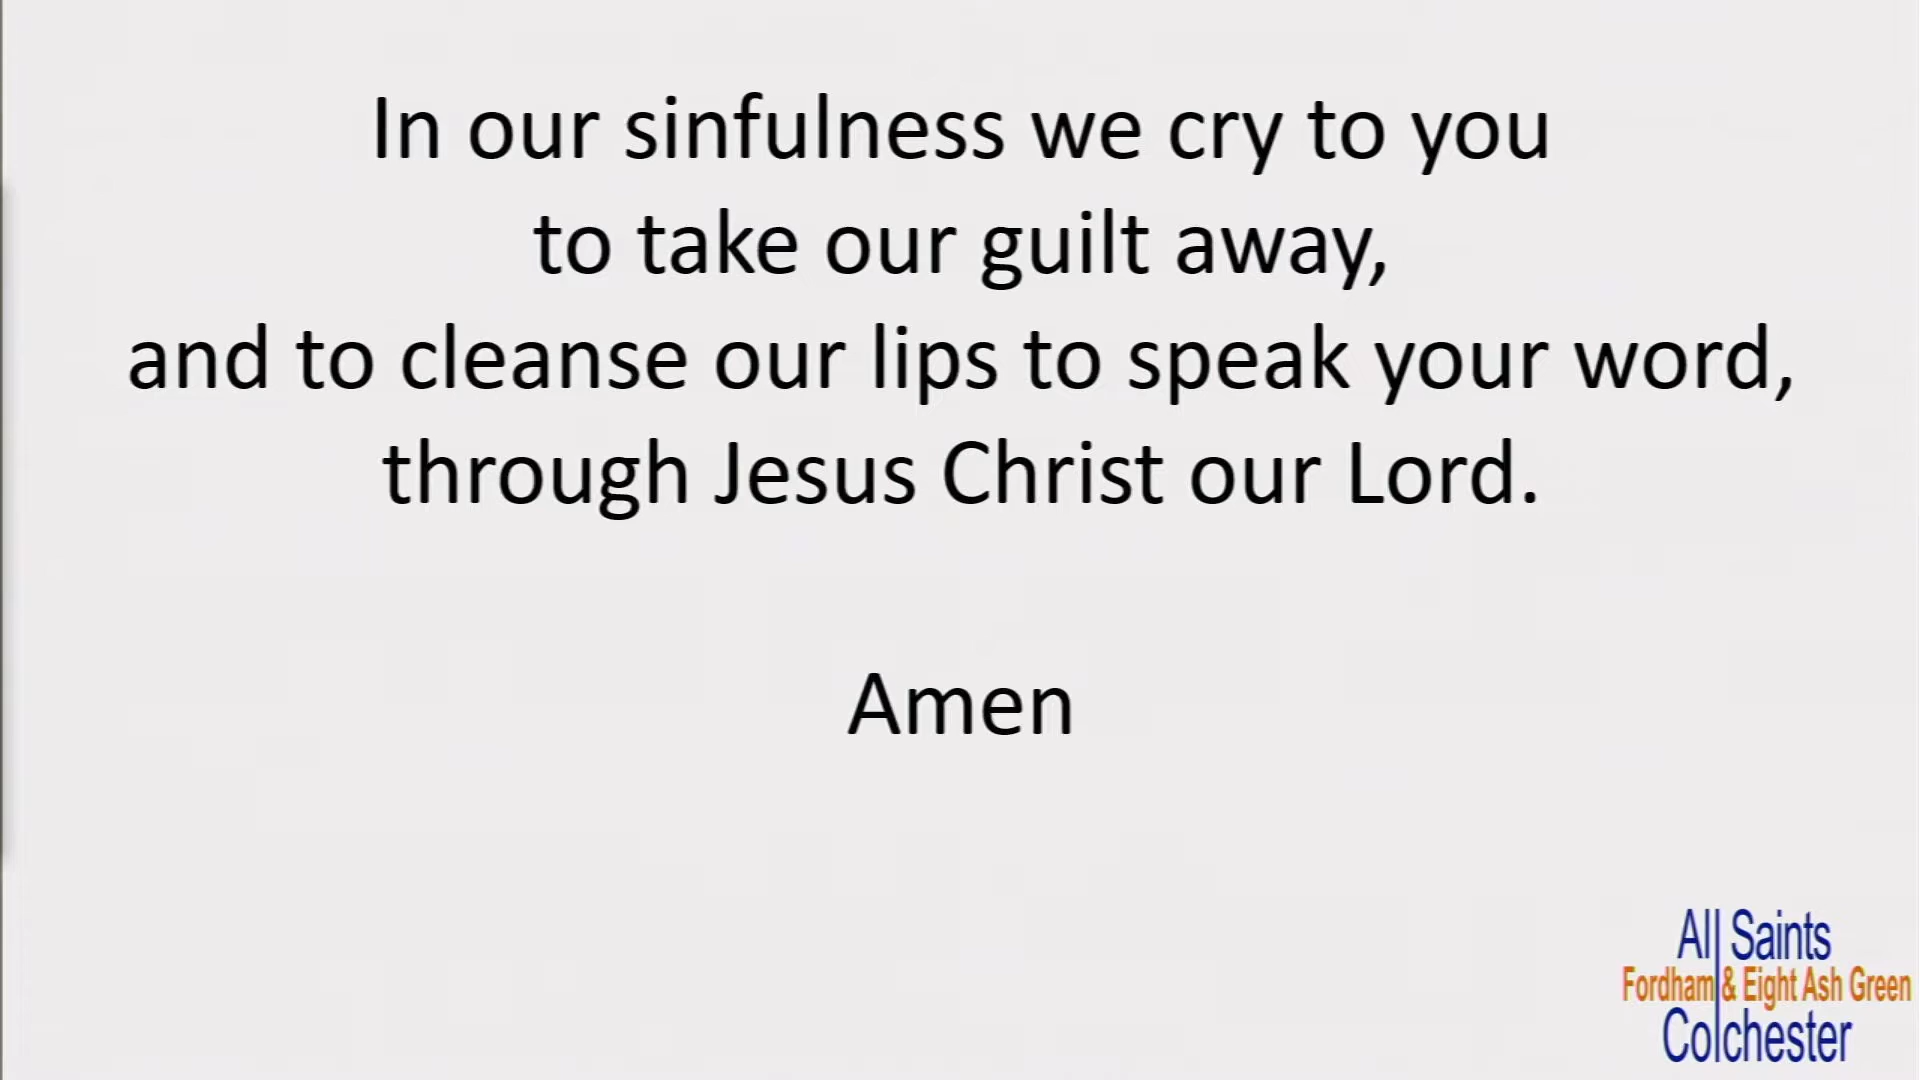 In our sinfulness we cry to you
to take our guilt away,
and to cleanse our lips to speak your word,
through Jesus Christ our Lord.
Amen
All Saints
Fordham & Eight Ash Green
Colchester